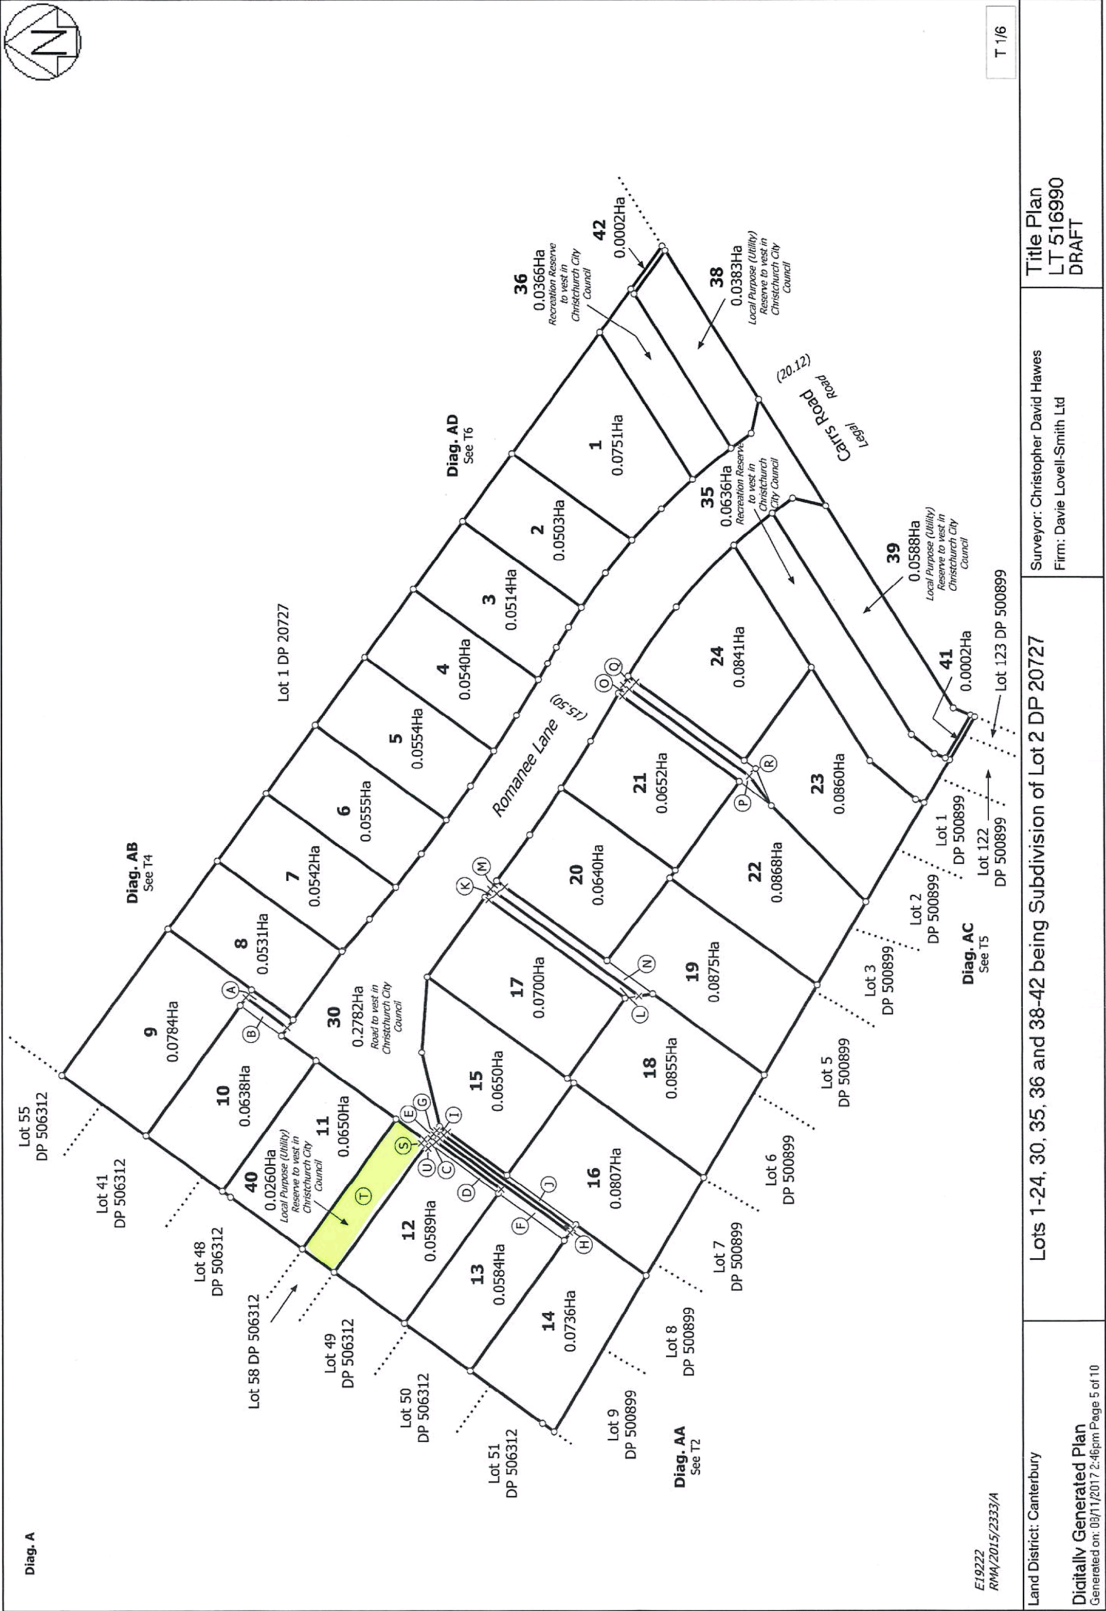 Diag. A
N
T 1/6
Lot 55
DP 506312
Lot 41
DP 506312
Lot 48
DP 506312
Lot 58 DP 506312
Lot 49
DP 506312
Lot 50
DP 506312
Lot 51
DP 506312
Diag. AB
See T4
Lot 1 DP 20727
Diag. AD
See T6
9
0.0784Ha
8
0.0531Ha
7
0.0542Ha
6
0.0555Ha
5
0.0554Ha
4
0.0540Ha
3
0.0514Ha
2
0.0503Ha
1
0.0751Ha
36
0.0366Ha
Recreation Reserve
to vest in
Christchurch City
Council
42
0.0002Ha
38
0.0383Ha
Local Purpose (Utility)
Reserve to vest in
Christchurch City
Council
10
0.0638Ha
A
B
11
0.0650Ha
40
0.0260Ha
Local Purpose (Utility)
Reserve to vest in
Christchurch City
Council
T
S
30
0.2782Ha
Road to vest in
Christchurch City
Council
Romanee Lane
(15.50)
Carrs Road
(20.12)
Legal Road
12
0.0589Ha
U
C
E
G
I
D
F
H
J
13
0.0584Ha
14
0.0736Ha
15
0.0650Ha
16
0.0807Ha
17
0.0700Ha
K
M
L
N
18
0.0855Ha
19
0.0875Ha
20
0.0640Ha
21
0.0652Ha
O
Q
P
R
22
0.0868Ha
23
0.0860Ha
24
0.0841Ha
35
0.0636Ha
Recreation Reserve
to vest in
Christchurch
City Council
39
0.0588Ha
Local Purpose (Utility)
Reserve to vest in
Christchurch City
Council
41
0.0002Ha
Lot 123 DP 500899
Lot 122
DP 500899
Lot 1
DP 500899
Lot 2
DP 500899
Lot 3
DP 500899
Diag. AC
See T5
Lot 5
DP 500899
Lot 6
DP 500899
Lot 7
DP 500899
Lot 8
DP 500899
Lot 9
DP 500899
Diag. AA
See T2
E19222
RMA/2015/2333/A
Land District: Canterbury
Digitally Generated Plan
Generated on: 03/11/2017 2:46pm Page 5 of 10
Lots 1-24, 30, 35, 36 and 38-42 being Subdivision of Lot 2 DP 20727
Surveyor: Christopher David Hawes
Firm: Davie Lovell-Smith Ltd
Title Plan
LT 516990
DRAFT